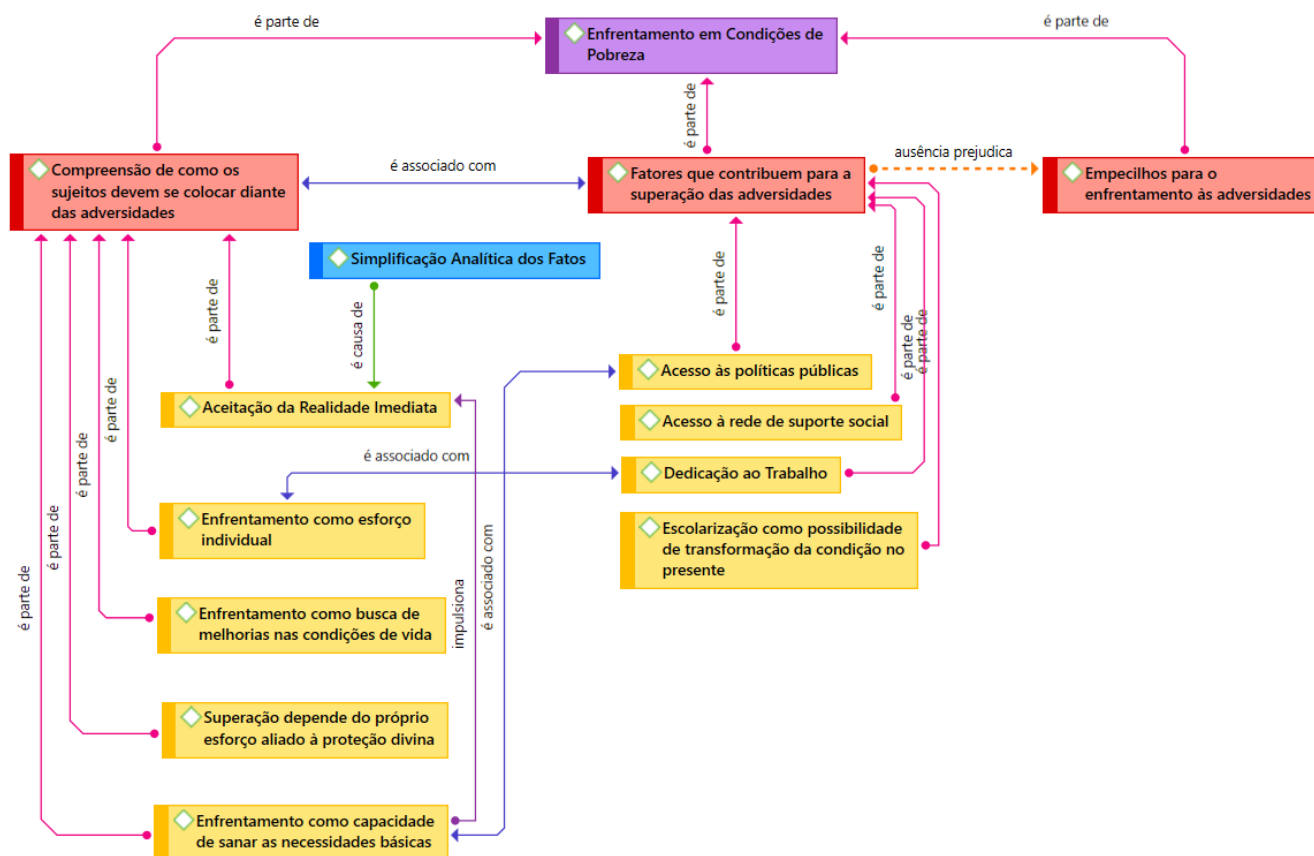 é parte de
Enfrentamento em Condições de
Pobreza
é parte de
é parte de
Compreensão de como os
sujeitos devem se colocar diante
das adversidades
é associado com
Fatores que contribuem para a
superação das adversidades
ausência prejudica
Empecilhos para o
enfrentamento às adversidades
Simplificação Analítica dos Fatos
é parte de
é causa de
é parte de
é parte de
é parte de
é parte de
Acesso às políticas públicas
Aceitação da Realidade Imediata
Acesso à rede de suporte social
é parte de
é parte de
é parte de
é parte de
é associado com
Dedicação ao Trabalho
Enfrentamento como esforço
individual
Escolarização como possibilidade
de transformação da condição no
presente
impulsiona
é associado com
Enfrentamento como busca de
melhorias nas condições de vida
Superação depende do próprio
esforço aliado à proteção divina
Enfrentamento como capacidade
de sanar as necessidades básicas